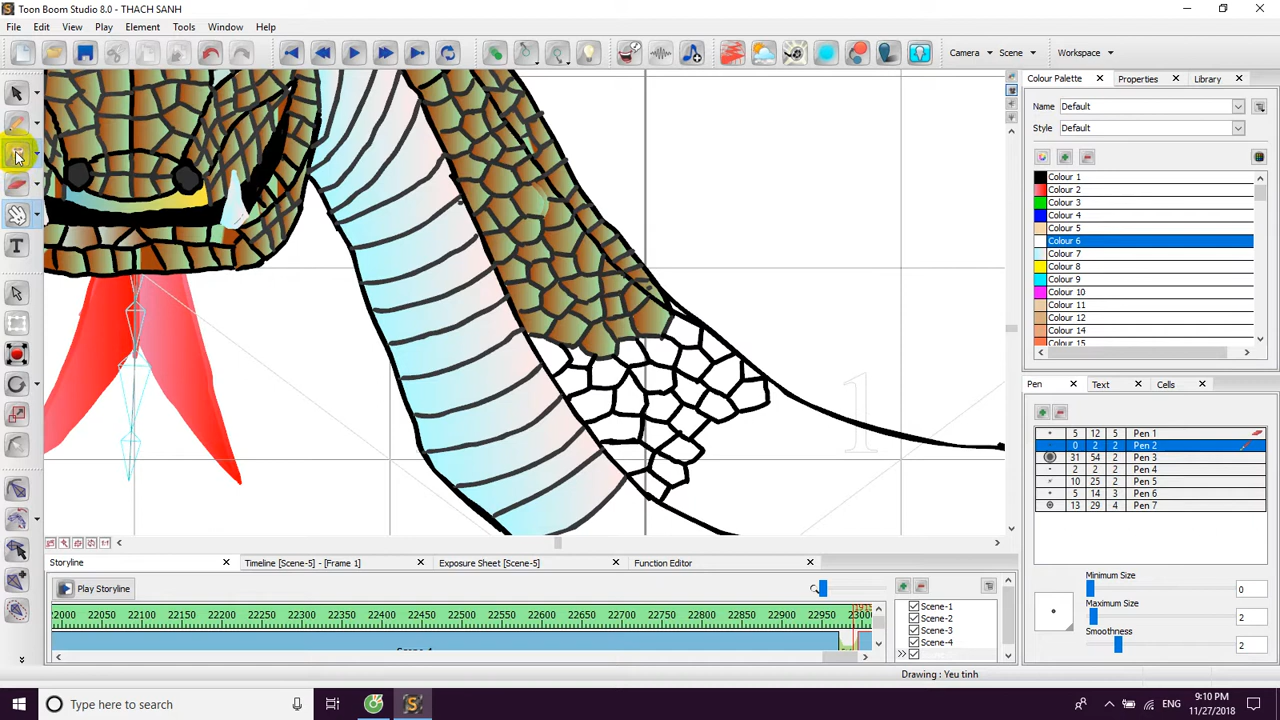 Toon Boom Studio 8.0 - THACH SANH
File Edit View Play Element Tools Window Help
Camera Scene Workspace
Colour Palette Properties Library
Name Default
Style Default
Colour 1
Colour 2
Colour 3
Colour 4
Colour 5
Colour 6
Colour 7
Colour 8
Colour 9
Colour 10
Colour 11
Colour 12
Colour 14
Colour 15
T
1
Pen Text Cells
5 12 5 Pen 1
0 2 2 Pen 2
31 54 2 Pen 3
2 2 2 Pen 4
10 25 2 Pen 5
5 14 3 Pen 6
13 29 4 Pen 7
Minimum Size
0
Maximum Size
2
Smoothness
2
Storyline Timeline [Scene-5] - [Frame 1] Exposure Sheet [Scene-5] Function Editor
Play Storyline
22000 22050 22100 22150 22200 22250 22300 22350 22400 22450 22500 22550 22600 22650 22700 22750 22800 22850 22900 22950
Scene-4
Scene-1
Scene-2
Scene-3
Scene-4
Drawing : Yeu tinh
Type here to search
ENG
9:10 PM
11/27/2018